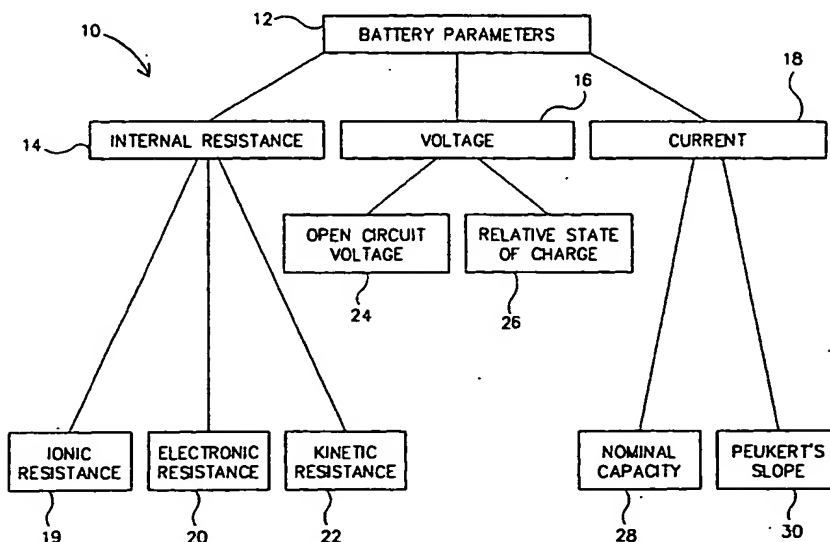 12
BATTERY PARAMETERS
10
16
18
14
INTERNAL RESISTANCE
VOLTAGE
CURRENT
OPEN CIRCUIT
VOLTAGE
RELATIVE STATE
OF CHARGE
24
26
IONIC
RESISTANCE
ELECTRONIC
RESISTANCE
KINETIC
RESISTANCE
NOMINAL
CAPACITY
PEUKERT'S
SLOPE
19
20
22
28
30